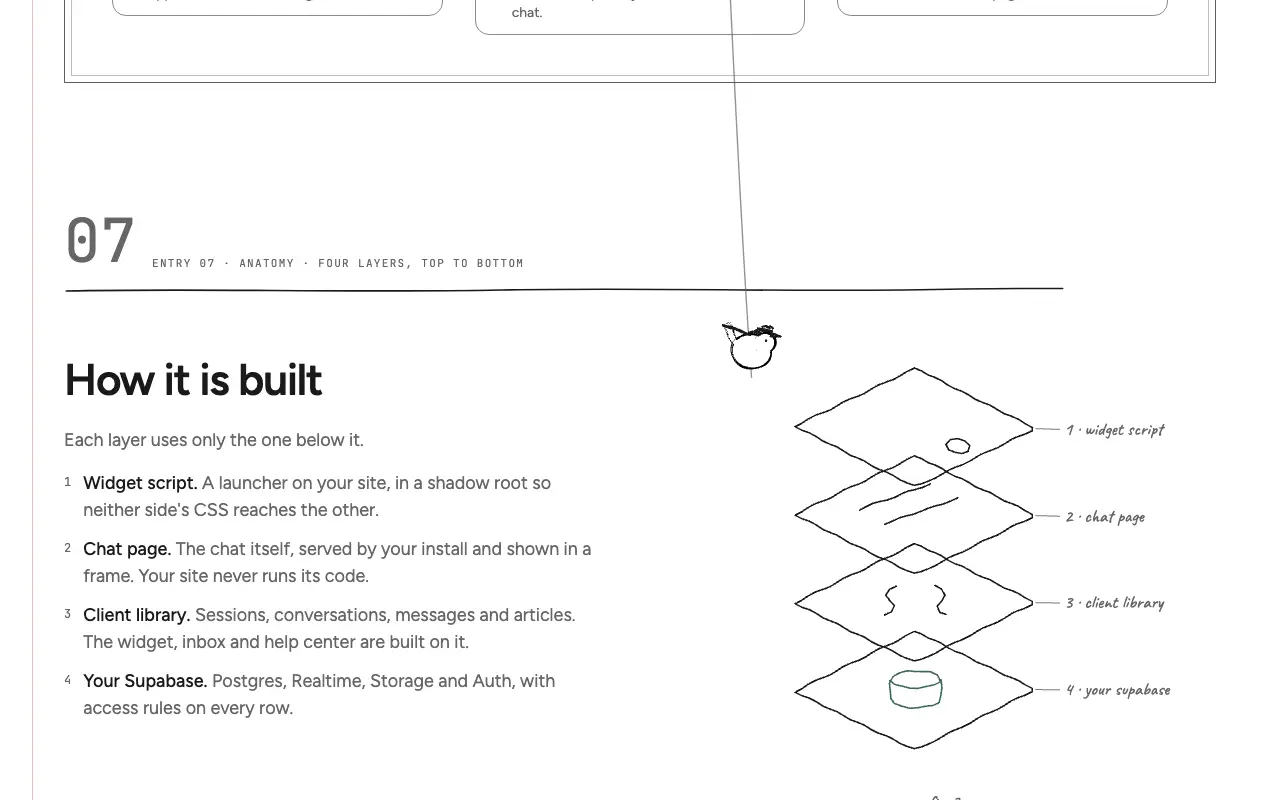 chat.
07
ENTRY 07 · ANATOMY · FOUR LAYERS, TOP TO BOTTOM
How it is built
Each layer uses only the one below it.
1 Widget script. A launcher on your site, in a shadow root so
neither side's CSS reaches the other.
2 Chat page. The chat itself, served by your install and shown in a
frame. Your site never runs its code.
3 Client library. Sessions, conversations, messages and articles.
The widget, inbox and help center are built on it.
4 Your Supabase. Postgres, Realtime, Storage and Auth, with
access rules on every row.
1 · widget script
2 · chat page
3 · client library
4 · your supabase